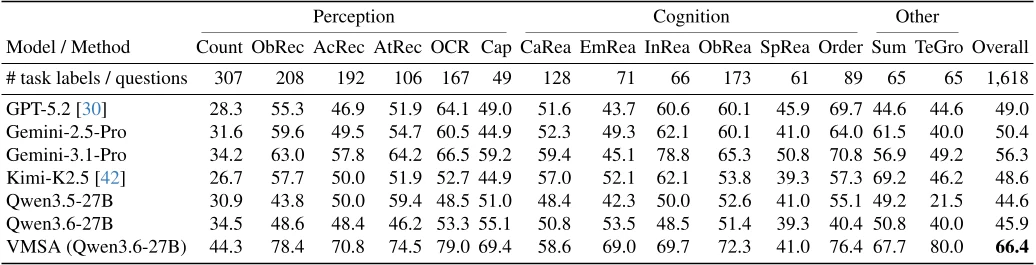 Perception Cognition Other
Model / Method Count ObRec AcRec AtRec OCR Cap CaRea EmRea InRea ObRea SpRea Order Sum TeGro Overall
# task labels / questions 307 208 192 106 167 49 128 71 66 173 61 89 65 65 1,618
GPT-5.2 [30] 28.3 55.3 46.9 51.9 64.1 49.0 51.6 43.7 60.6 60.1 45.9 69.7 44.6 44.6 49.0
Gemini-2.5-Pro 31.6 59.6 49.5 54.7 60.5 44.9 52.3 49.3 62.1 60.1 41.0 64.0 61.5 40.0 50.4
Gemini-3.1-Pro 34.2 63.0 57.8 64.2 66.5 59.2 59.4 45.1 78.8 65.3 50.8 70.8 56.9 49.2 56.3
Kimi-K2.5 [42] 26.7 57.7 50.0 51.9 52.7 44.9 57.0 52.1 62.1 53.8 39.3 57.3 69.2 46.2 48.6
Qwen3.5-27B 30.9 43.8 50.0 59.4 48.5 51.0 48.4 42.3 50.0 52.6 41.0 55.1 49.2 21.5 44.6
Qwen3.6-27B 34.5 48.6 48.4 46.2 53.3 55.1 50.8 53.5 48.5 51.4 39.3 40.4 50.8 40.0 45.9
VMSA (Qwen3.6-27B) 44.3 78.4 70.8 74.5 79.0 69.4 58.6 69.0 69.7 72.3 41.0 76.4 67.7 80.0 66.4